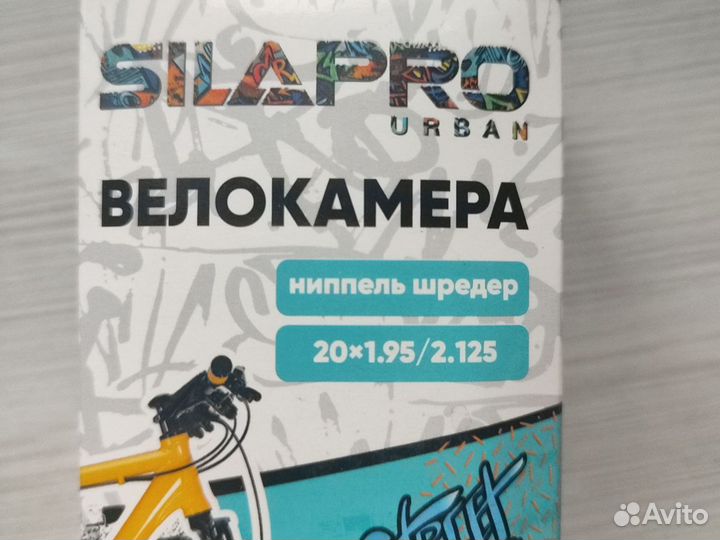 SILAPRO
URBAN
ВЕЛОКАМЕРА
ниппель шредер
20×1.95/2.125
Avito